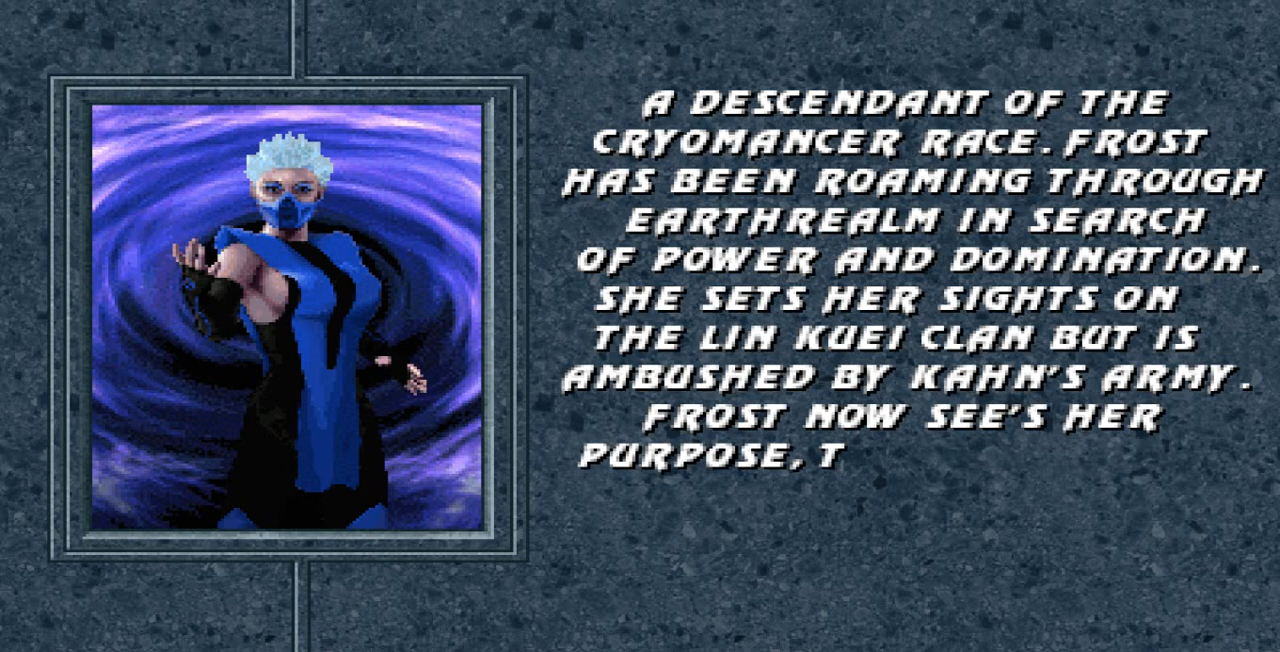 A DESCENDANT OF THE
CRYOMANCER RACE. FROST
HAS BEEN ROAMING THROUGH
EARTHREALM IN SEARCH
OF POWER AND DOMINATION.
SHE SETS HER SIGHTS ON
THE LIN KUEI CLAN BUT IS
AMBUSHED BY KAHN'S ARMY.
FROST NOW SEE'S HER
PURPOSE, T